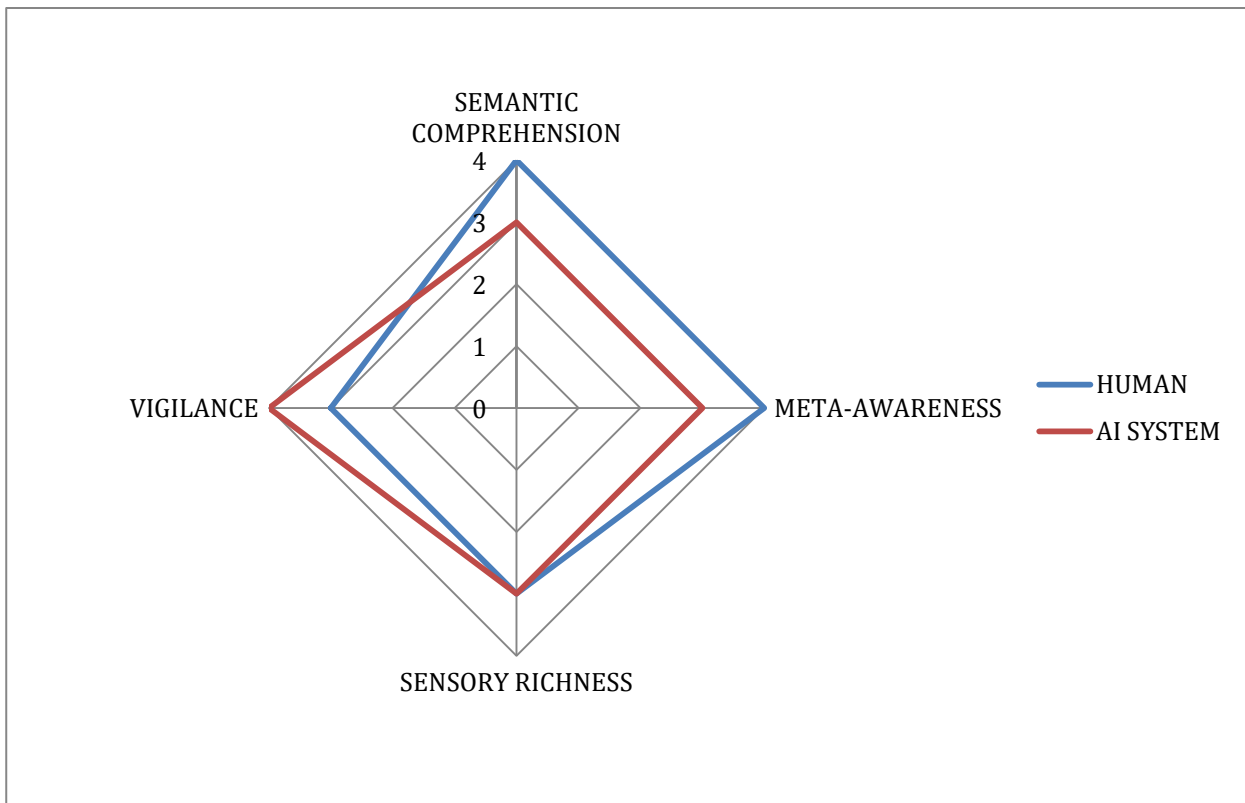 SEMANTIC
COMPREHENSION
4
3
2
1
0
VIGILANCE
META-AWARENESS
SENSORY RICHNESS
HUMAN
AI SYSTEM